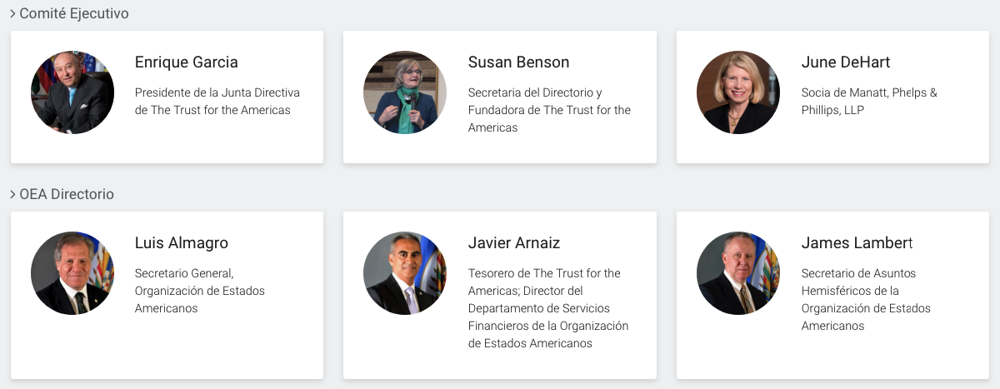 Comité Ejecutivo
Enrique Garcia
Presidente de la Junta Directiva
de The Trust for the Americas
Susan Benson
Secretaria del Directorio y
Fundadora de The Trust for the
Americas
June DeHart
Socia de Manatt, Phelps &
Phillips, LLP
OEA Directorio
Luis Almagro
Secretario General,
Organización de Estados
Americanos
Javier Arnaiz
Tesorero de The Trust for the
Americas; Director del
Departamento de Servicios
Financieros de la Organización
de Estados Americanos
James Lambert
Secretario de Asuntos
Hemisféricos de la
Organización de Estados
Americanos